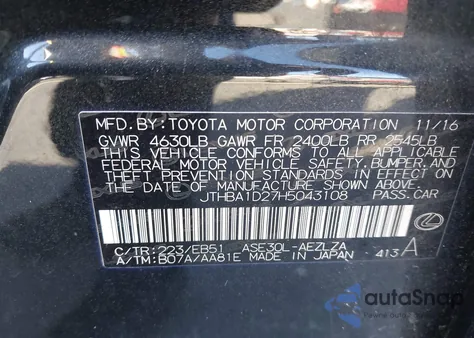 MFD.BY:TOYOTA MOTOR CORPORATION 11/16
GVWR 4630LB GAWR FR 2400LB RR 2545LB
THIS VEHICLE CONFORMS TO ALL APPLICABLE
FEDERAL MOTOR VEHICLE SAFETY, BUMPER, AND
THEFT PREVENTION STANDARDS IN EFFECT ON
THE DATE OF MANUFACTURE SHOWN ABOVE.
JTHBA1D27H5043108 PASS.CAR
C/TR:223/EB51 ASE30L-AEZLZA
A/TM:B07A/AA81E MADE IN JAPAN 413 A
autoSnap